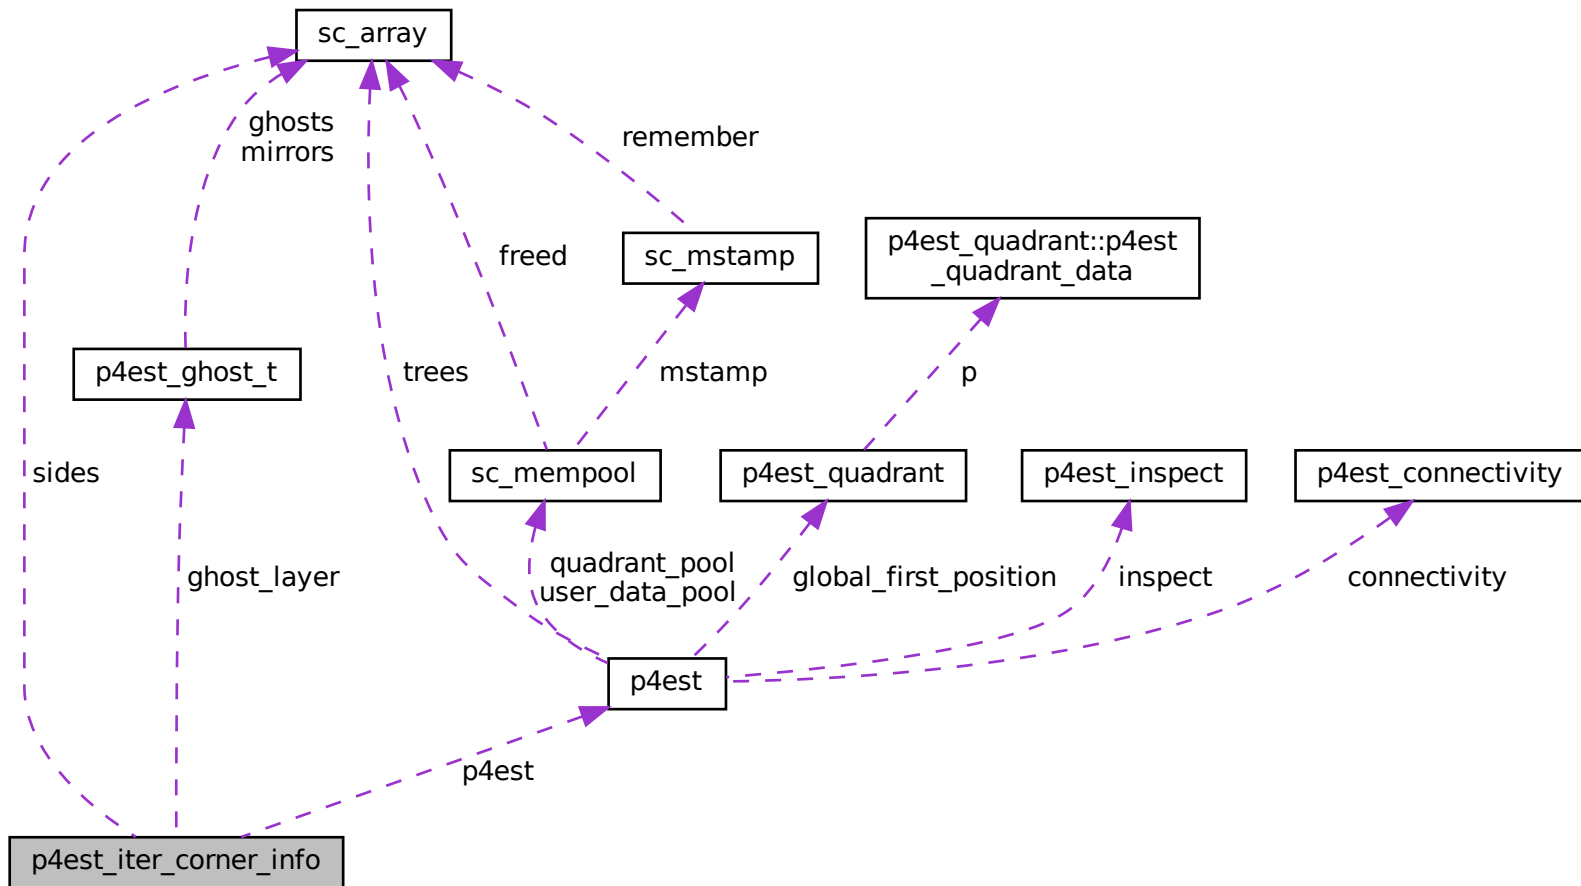 sc_array
ghosts
mirrors
remember
freed
sc_mstamp
p4est_quadrant::p4est
_quadrant_data
p4est_ghost_t
trees
mstamp
p
sides
sc_mempool
p4est_quadrant
p4est_inspect
p4est_connectivity
ghost_layer
quadrant_pool
user_data_pool
global_first_position
inspect
connectivity
p4est
p4est
p4est_iter_corner_info